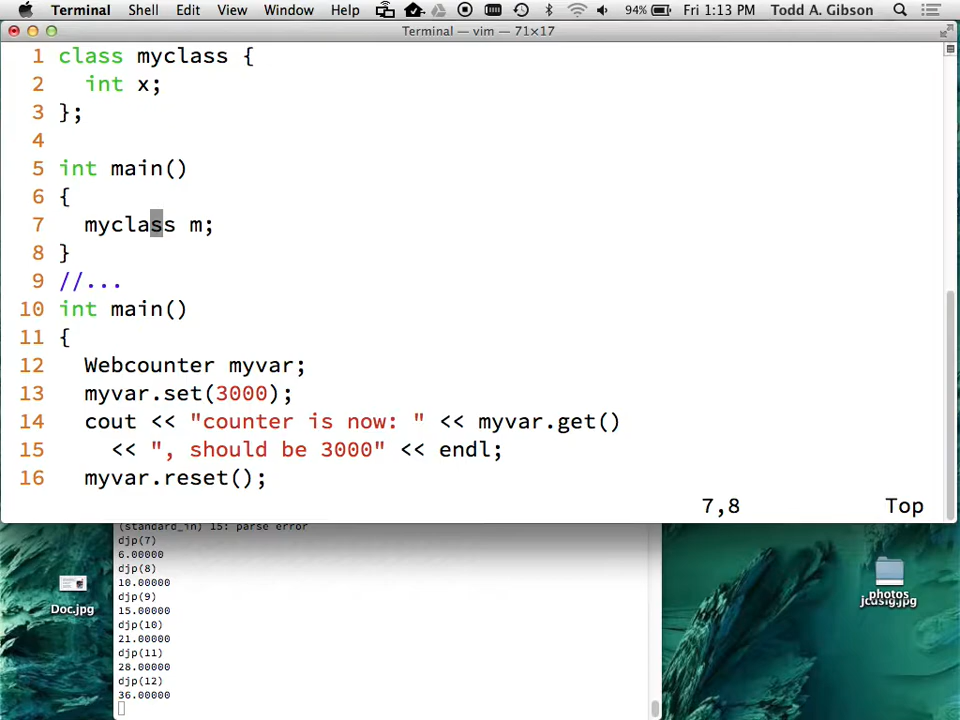 Terminal Shell Edit View Window Help 94% Fri 1:13 PM Todd A. Gibson
Terminal — vim — 71×17
1 class myclass {
2 int x;
3 };
4
5 int main()
6 {
7 myclass m;
8 }
9 //...
10 int main()
11 {
12 Webcounter myvar;
13 myvar.set(3000);
14 cout << "counter is now: " << myvar.get()
15 << ", should be 3000" << endl;
16 myvar.reset();
7,8 Top
(standard_in) 15: parse error
djp(7)
6.00000
djp(8)
10.00000
djp(9)
15.00000
djp(10)
21.00000
djp(11)
28.00000
djp(12)
36.00000
Doc.jpg
photos